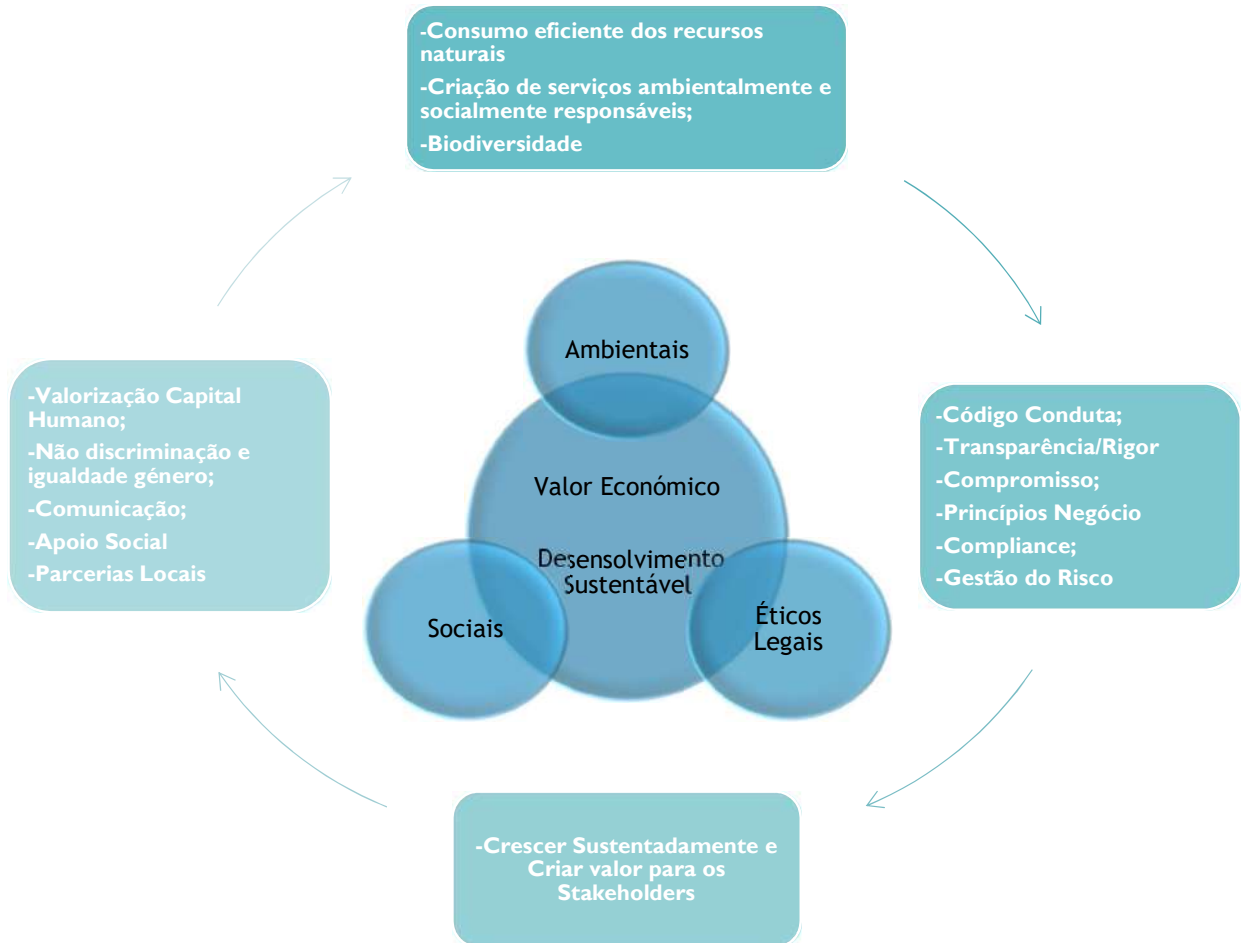 -Consumo eficiente dos recursos
naturais
-Criação de serviços ambientalmente e
socialmente responsáveis;
-Biodiversidade
Ambientais
Valor Económico
Desensolvimento
Sustentável
Sociais
Éticos
Legais
-Valorização Capital
Humano;
-Não discriminação e
igualdade género;
-Comunicação;
-Apoio Social
-Parcerias Locais
-Código Conduta;
-Transparência/Rigor
-Compromisso;
-Princípios Negócio
-Compliance;
-Gestão do Risco
-Crescer Sustentadamente e
Criar valor para os
Stakeholders